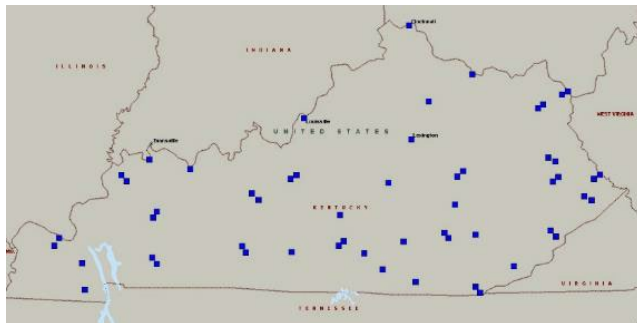 Cincinnati
INDIANA
ILLINOIS
WEST VIRGINIA
Louisville
UNITED STATES
Lexington
Evansville
KENTUCKY
VIRGINIA
TENNESSEE